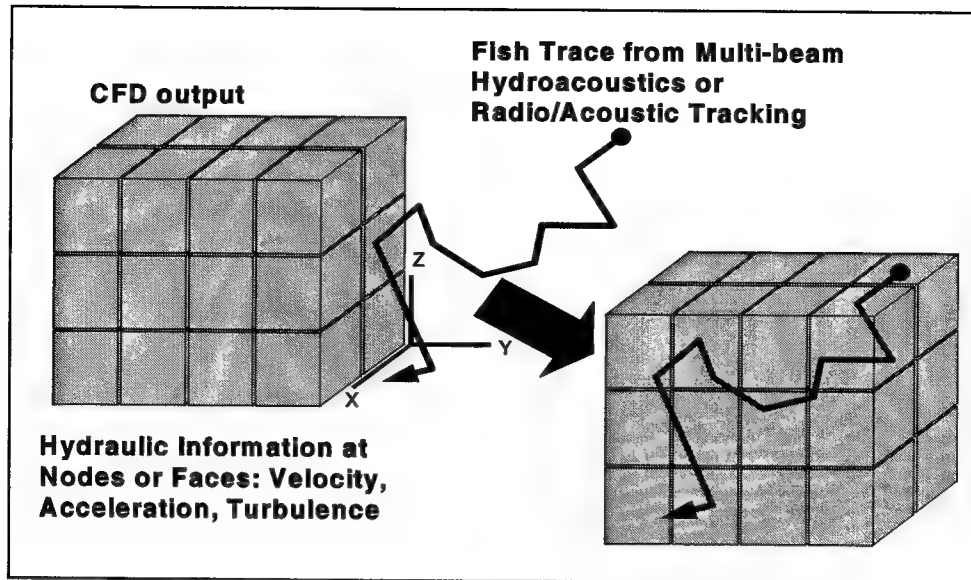 CFD output
Fish Trace from Multi-beam
Hydroacoustics or
Radio/Acoustic Tracking
Z
Y
X
Hydraulic Information at
Nodes or Faces: Velocity,
Acceleration, Turbulence